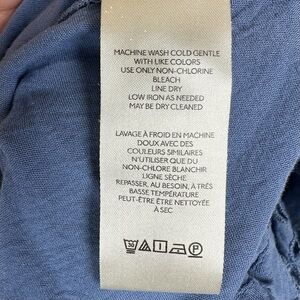 MACHINE WASH COLD GENTLE
WITH LIKE COLORS
USE ONLY NON-CHLORINE
BLEACH
LINE DRY
LOW IRON AS NEEDED
MAY BE DRY CLEANED
LAVAGE À FROID EN MACHINE
DOUX AVEC DES
COULEURS SIMILAIRES
N'UTILISER QUE DU
NON-CHLORE BLANCHIR
LIGNE SÈCHE
REPASSER, AU BESOIN, À TRÈS
BASSE TEMPÉRATURE
PEUT-ÊTRE NETTOYÉE
À SEC
30 P